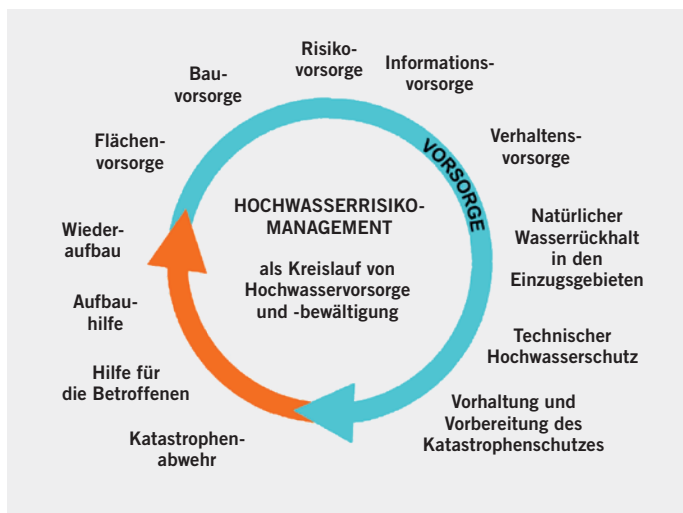 Risiko-
vorsorge
Informations-
vorsorge
Bau-
vorsorge
Flächen-
vorsorge
Verhaltens-
vorsorge
VORSORGE
HOCHWASSERRISIKO-
MANAGEMENT
als Kreislauf von
Hochwasservorsorge
und -bewältigung
Natürlicher
Wasserrückhalt
in den
Einzugsgebieten
Technischer
Hochwasserschutz
Vorhaltung und
Vorbereitung des
Katastrophenschutzes
Katastrophen-
abwehr
Hilfe für
die Betroffenen
Aufbau-
hilfe
Wieder-
aufbau